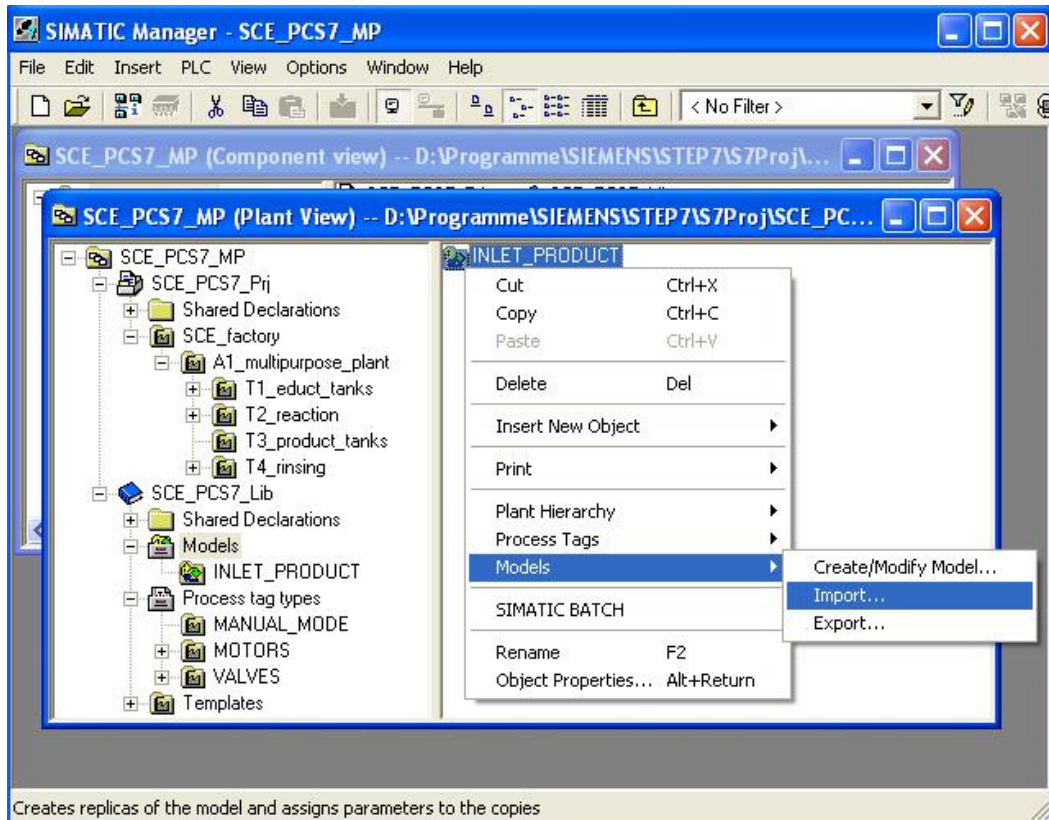 SIMATIC Manager - SCE_PCS7_MP
File Edit Insert PLC View Options Window Help
< No Filter >
SCE_PCS7_MP (Component view) -- D:\Programme\SIEMENS\STEP7\S7Proj\...
SCE_PCS7_MP (Plant View) -- D:\Programme\SIEMENS\STEP7\S7Proj\SCE_PC...
SCE_PCS7_MP
SCE_PCS7_Prj
Shared Declarations
SCE_factory
A1_multipurpose_plant
T1_educt_tanks
T2_reaction
T3_product_tanks
T4_rinsing
SCE_PCS7_Lib
Shared Declarations
Models
INLET_PRODUCT
Process tag types
MANUAL_MODE
MOTORS
VALVES
Templates
INLET_PRODUCT
Cut Ctrl+X
Copy Ctrl+C
Paste Ctrl+V
Delete Del
Insert New Object
Print
Plant Hierarchy
Process Tags
Models
SIMATIC BATCH
Rename F2
Object Properties... Alt+Return
Create/Modify Model...
Import...
Export...
Creates replicas of the model and assigns parameters to the copies